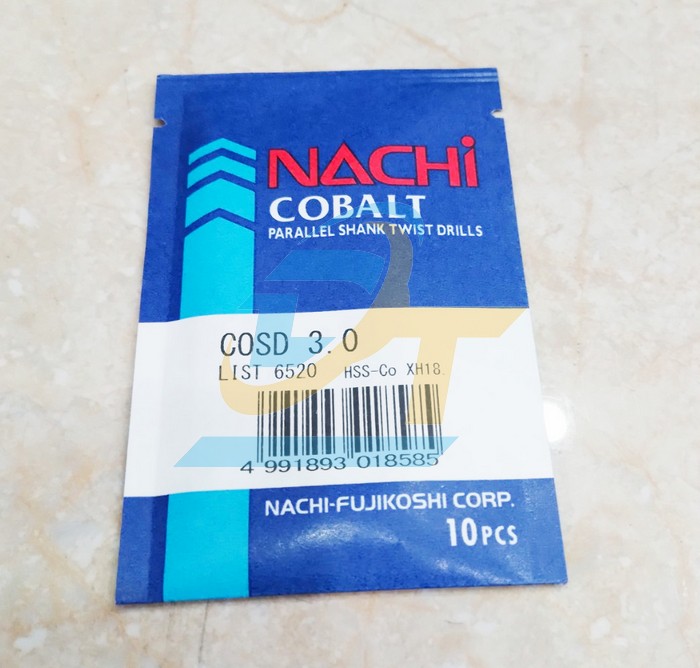 NACHi
COBALT
PARALLEL SHANK TWIST DRILLS
COSD 3.0
LIST 6520 HSS-Co XH18.
4 991893 018585
NACHI-FUJIKOSHI CORP.
10PCS